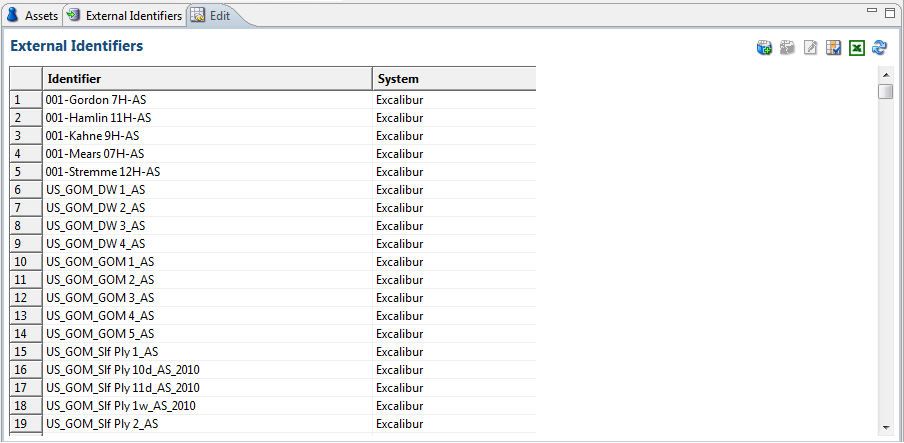 Assets External Identifiers Edit
External Identifiers
Identifier System
1 001-Gordon 7H-AS Excalibur
2 001-Hamlin 11H-AS Excalibur
3 001-Kahne 9H-AS Excalibur
4 001-Mears 07H-AS Excalibur
5 001-Stremme 12H-AS Excalibur
6 US_GOM_DW 1_AS Excalibur
7 US_GOM_DW 2_AS Excalibur
8 US_GOM_DW 3_AS Excalibur
9 US_GOM_DW 4_AS Excalibur
10 US_GOM_GOM 1_AS Excalibur
11 US_GOM_GOM 2_AS Excalibur
12 US_GOM_GOM 3_AS Excalibur
13 US_GOM_GOM 4_AS Excalibur
14 US_GOM_GOM 5_AS Excalibur
15 US_GOM_Slf Ply 1_AS Excalibur
16 US_GOM_Slf Ply 10d_AS_2010 Excalibur
17 US_GOM_Slf Ply 11d_AS_2010 Excalibur
18 US_GOM_Slf Ply 1w_AS_2010 Excalibur
19 US_GOM_Slf Ply 2_AS Excalibur